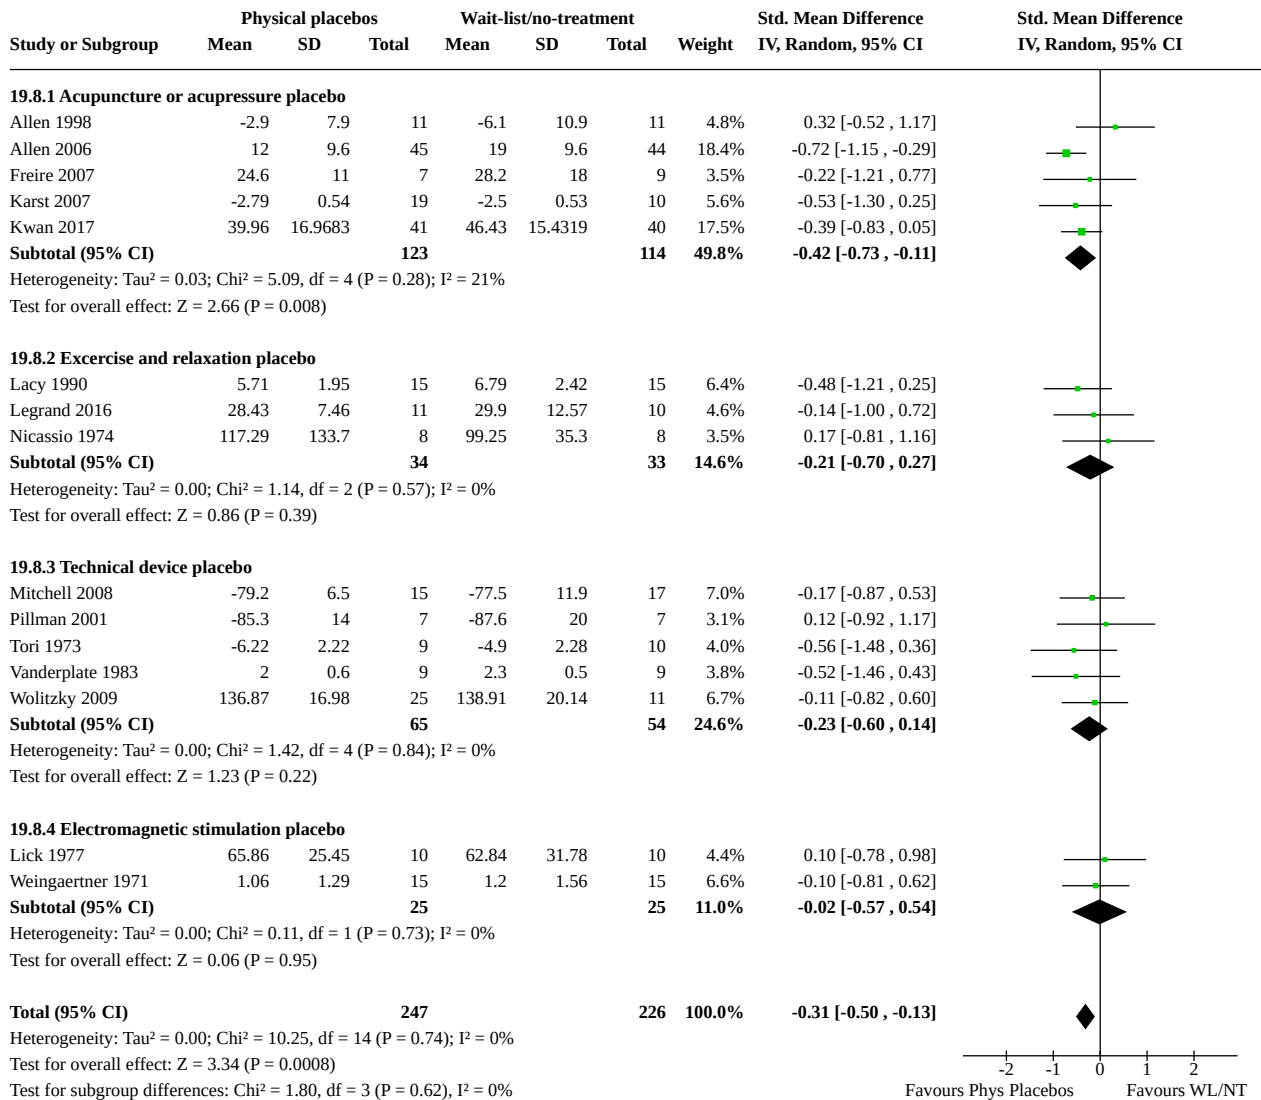 Physical placebos Wait-list/no-treatment Std. Mean Difference Std. Mean Difference
Study or Subgroup Mean SD Total Mean SD Total Weight IV, Random, 95% CI IV, Random, 95% CI
19.8.1 Acupuncture or acupressure placebo
Allen 1998 -2.9 7.9 11 -6.1 10.9 11 4.8% 0.32 [-0.52 , 1.17]
Allen 2006 12 9.6 45 19 9.6 44 18.4% -0.72 [-1.15 , -0.29]
Freire 2007 24.6 11 7 28.2 18 9 3.5% -0.22 [-1.21 , 0.77]
Karst 2007 -2.79 0.54 19 -2.5 0.53 10 5.6% -0.53 [-1.30 , 0.25]
Kwan 2017 39.96 16.9683 41 46.43 15.4319 40 17.5% -0.39 [-0.83 , 0.05]
Subtotal (95% CI) 123 114 49.8% -0.42 [-0.73 , -0.11]
Heterogeneity: Tau² = 0.03; Chi² = 5.09, df = 4 (P = 0.28); I² = 21%
Test for overall effect: Z = 2.66 (P = 0.008)
19.8.2 Excercise and relaxation placebo
Lacy 1990 5.71 1.95 15 6.79 2.42 15 6.4% -0.48 [-1.21 , 0.25]
Legrand 2016 28.43 7.46 11 29.9 12.57 10 4.6% -0.14 [-1.00 , 0.72]
Nicassio 1974 117.29 133.7 8 99.25 35.3 8 3.5% 0.17 [-0.81 , 1.16]
Subtotal (95% CI) 34 33 14.6% -0.21 [-0.70 , 0.27]
Heterogeneity: Tau² = 0.00; Chi² = 1.14, df = 2 (P = 0.57); I² = 0%
Test for overall effect: Z = 0.86 (P = 0.39)
19.8.3 Technical device placebo
Mitchell 2008 -79.2 6.5 15 -77.5 11.9 17 7.0% -0.17 [-0.87 , 0.53]
Pillman 2001 -85.3 14 7 -87.6 20 7 3.1% 0.12 [-0.92 , 1.17]
Tori 1973 -6.22 2.22 9 -4.9 2.28 10 4.0% -0.56 [-1.48 , 0.36]
Vanderplate 1983 2 0.6 9 2.3 0.5 9 3.8% -0.52 [-1.46 , 0.43]
Wolitzky 2009 136.87 16.98 25 138.91 20.14 11 6.7% -0.11 [-0.82 , 0.60]
Subtotal (95% CI) 65 54 24.6% -0.23 [-0.60 , 0.14]
Heterogeneity: Tau² = 0.00; Chi² = 1.42, df = 4 (P = 0.84); I² = 0%
Test for overall effect: Z = 1.23 (P = 0.22)
19.8.4 Electromagnetic stimulation placebo
Lick 1977 65.86 25.45 10 62.84 31.78 10 4.4% 0.10 [-0.78 , 0.98]
Weingaertner 1971 1.06 1.29 15 1.2 1.56 15 6.6% -0.10 [-0.81 , 0.62]
Subtotal (95% CI) 25 25 11.0% -0.02 [-0.57 , 0.54]
Heterogeneity: Tau² = 0.00; Chi² = 0.11, df = 1 (P = 0.73); I² = 0%
Test for overall effect: Z = 0.06 (P = 0.95)
Total (95% CI) 247 226 100.0% -0.31 [-0.50 , -0.13]
Heterogeneity: Tau² = 0.00; Chi² = 10.25, df = 14 (P = 0.74); I² = 0%
Test for overall effect: Z = 3.34 (P = 0.0008)
-2 -1 0 1 2
Test for subgroup differences: Chi² = 1.80, df = 3 (P = 0.62), I² = 0%
Favours Phys Placebos Favours WL/NT